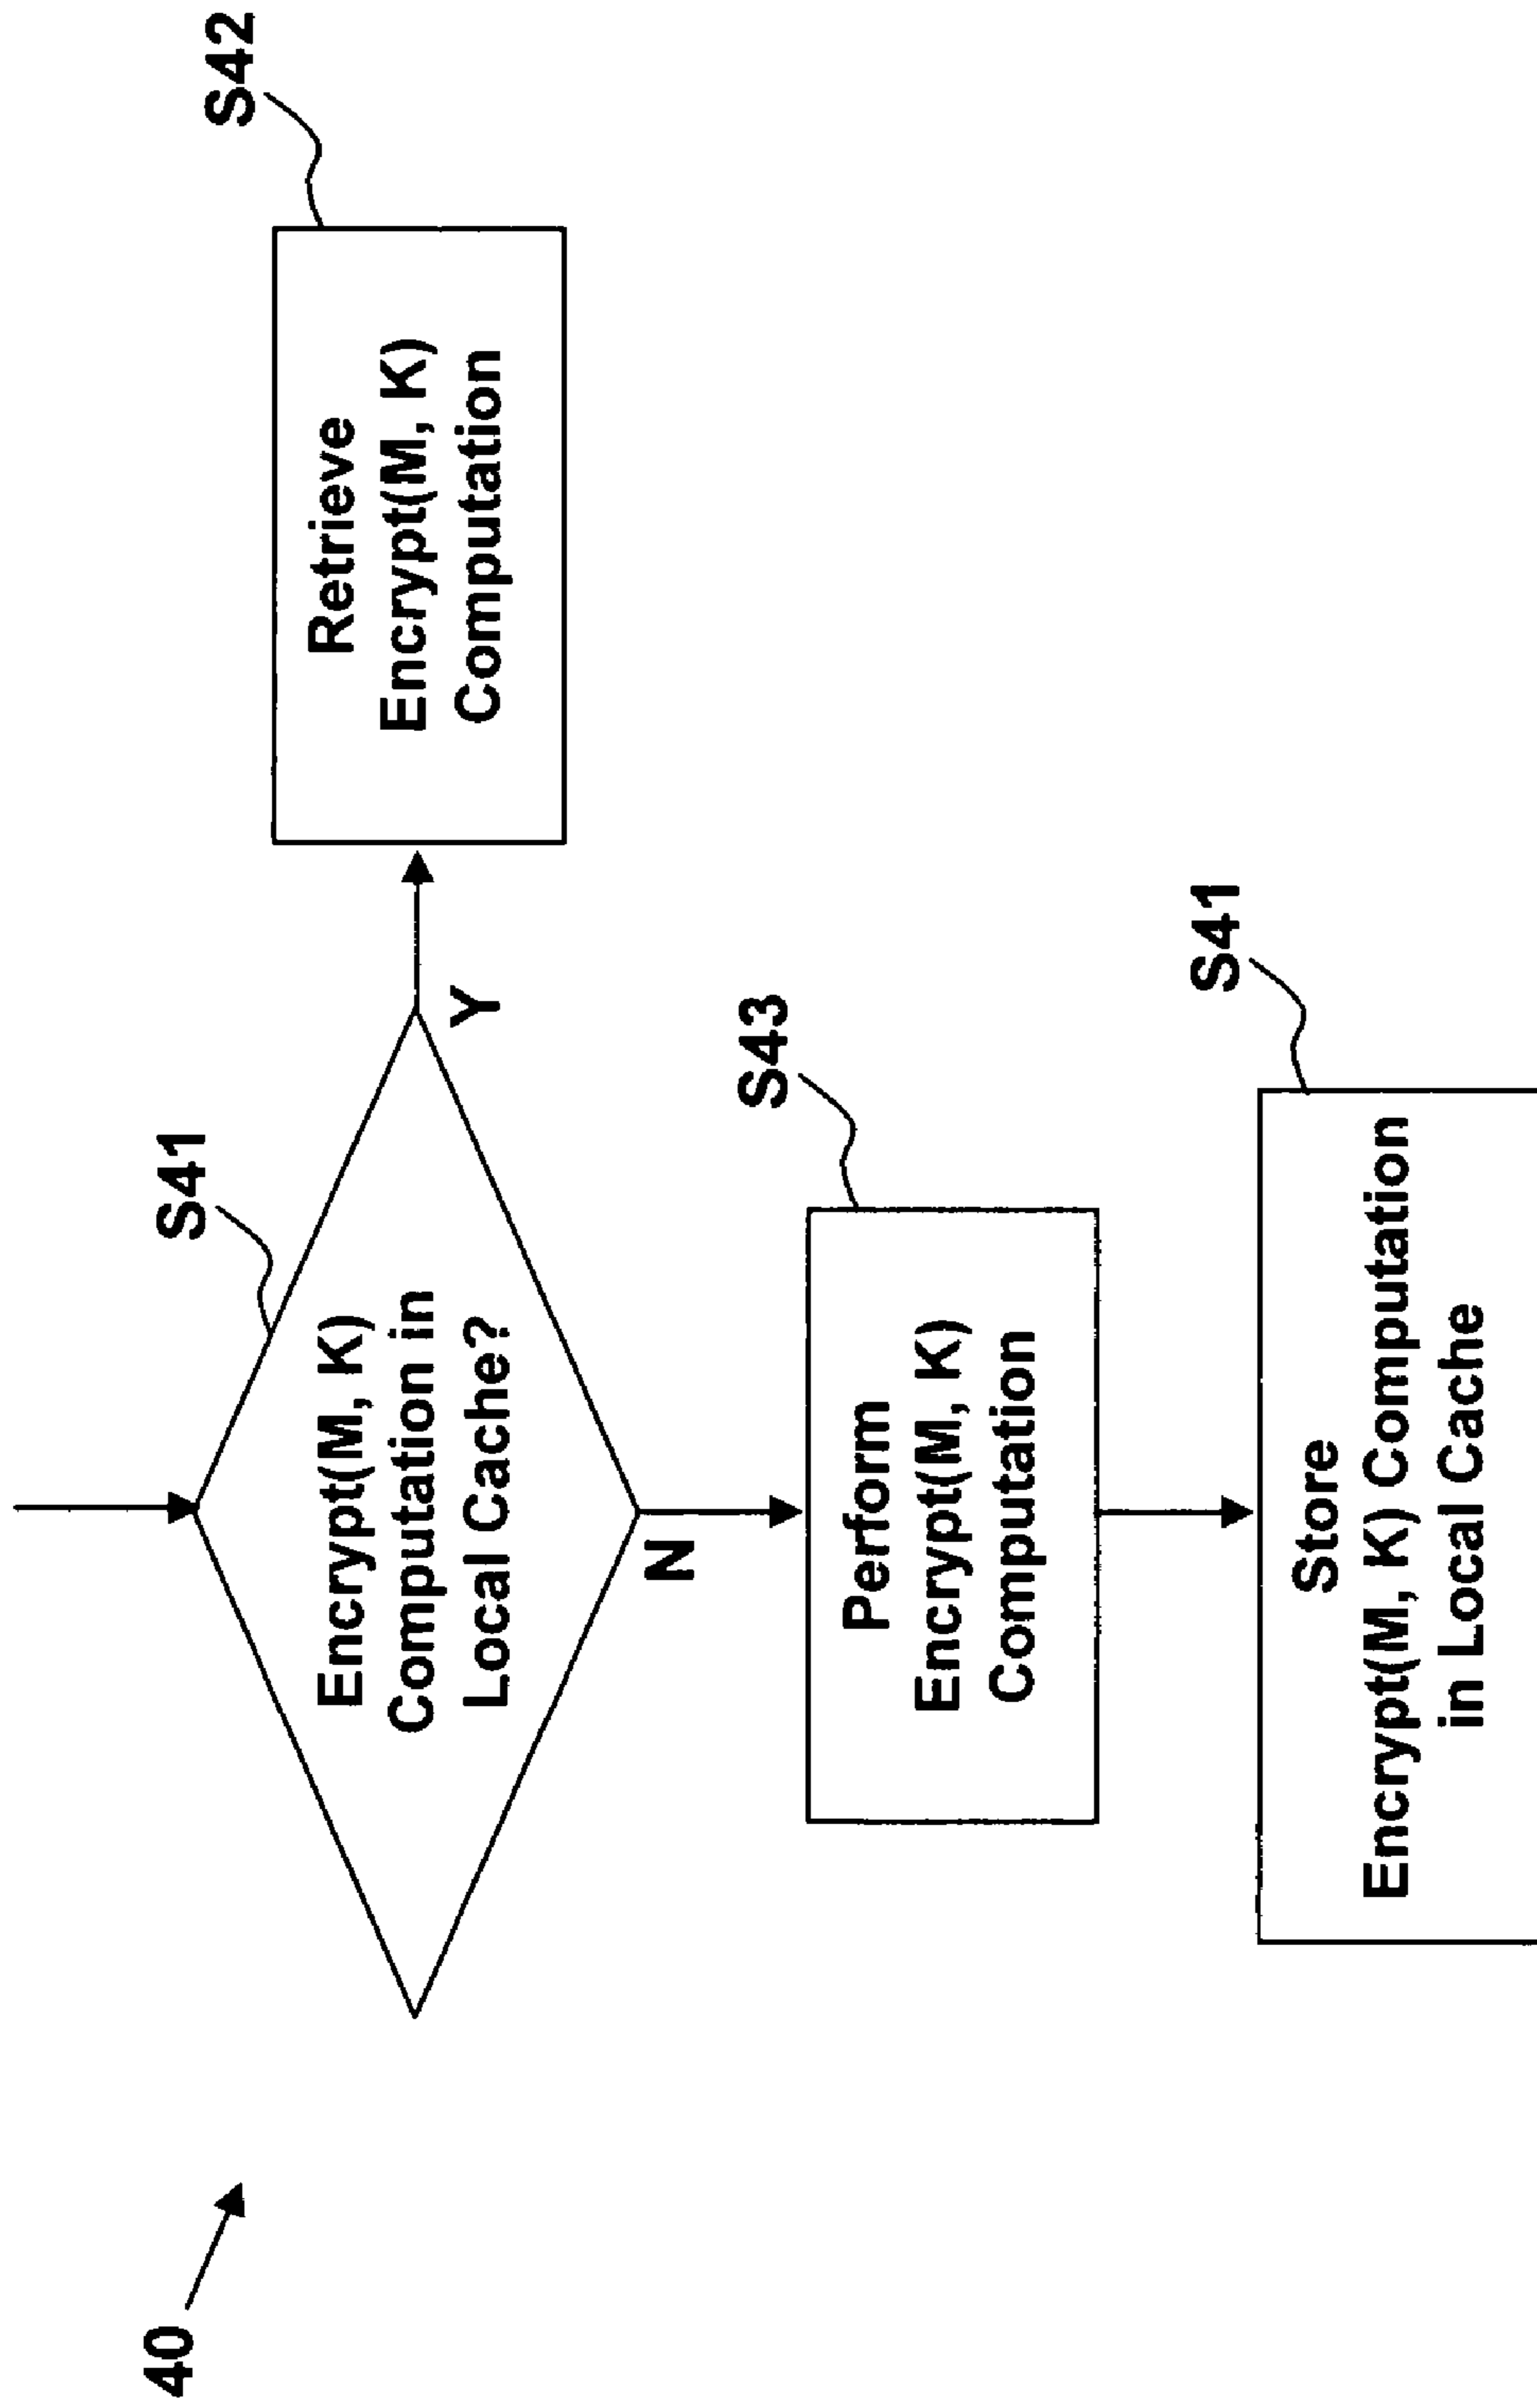 40
S41
Encrypt(M, K)
Computation in
Local Cache?
Y
N
S42
Retrieve
Encrypt(M, K)
Computation
S43
Perform
Encrypt(M, K)
Computation
S41
Store
Encrypt(M, K) Computation
in Local Cache